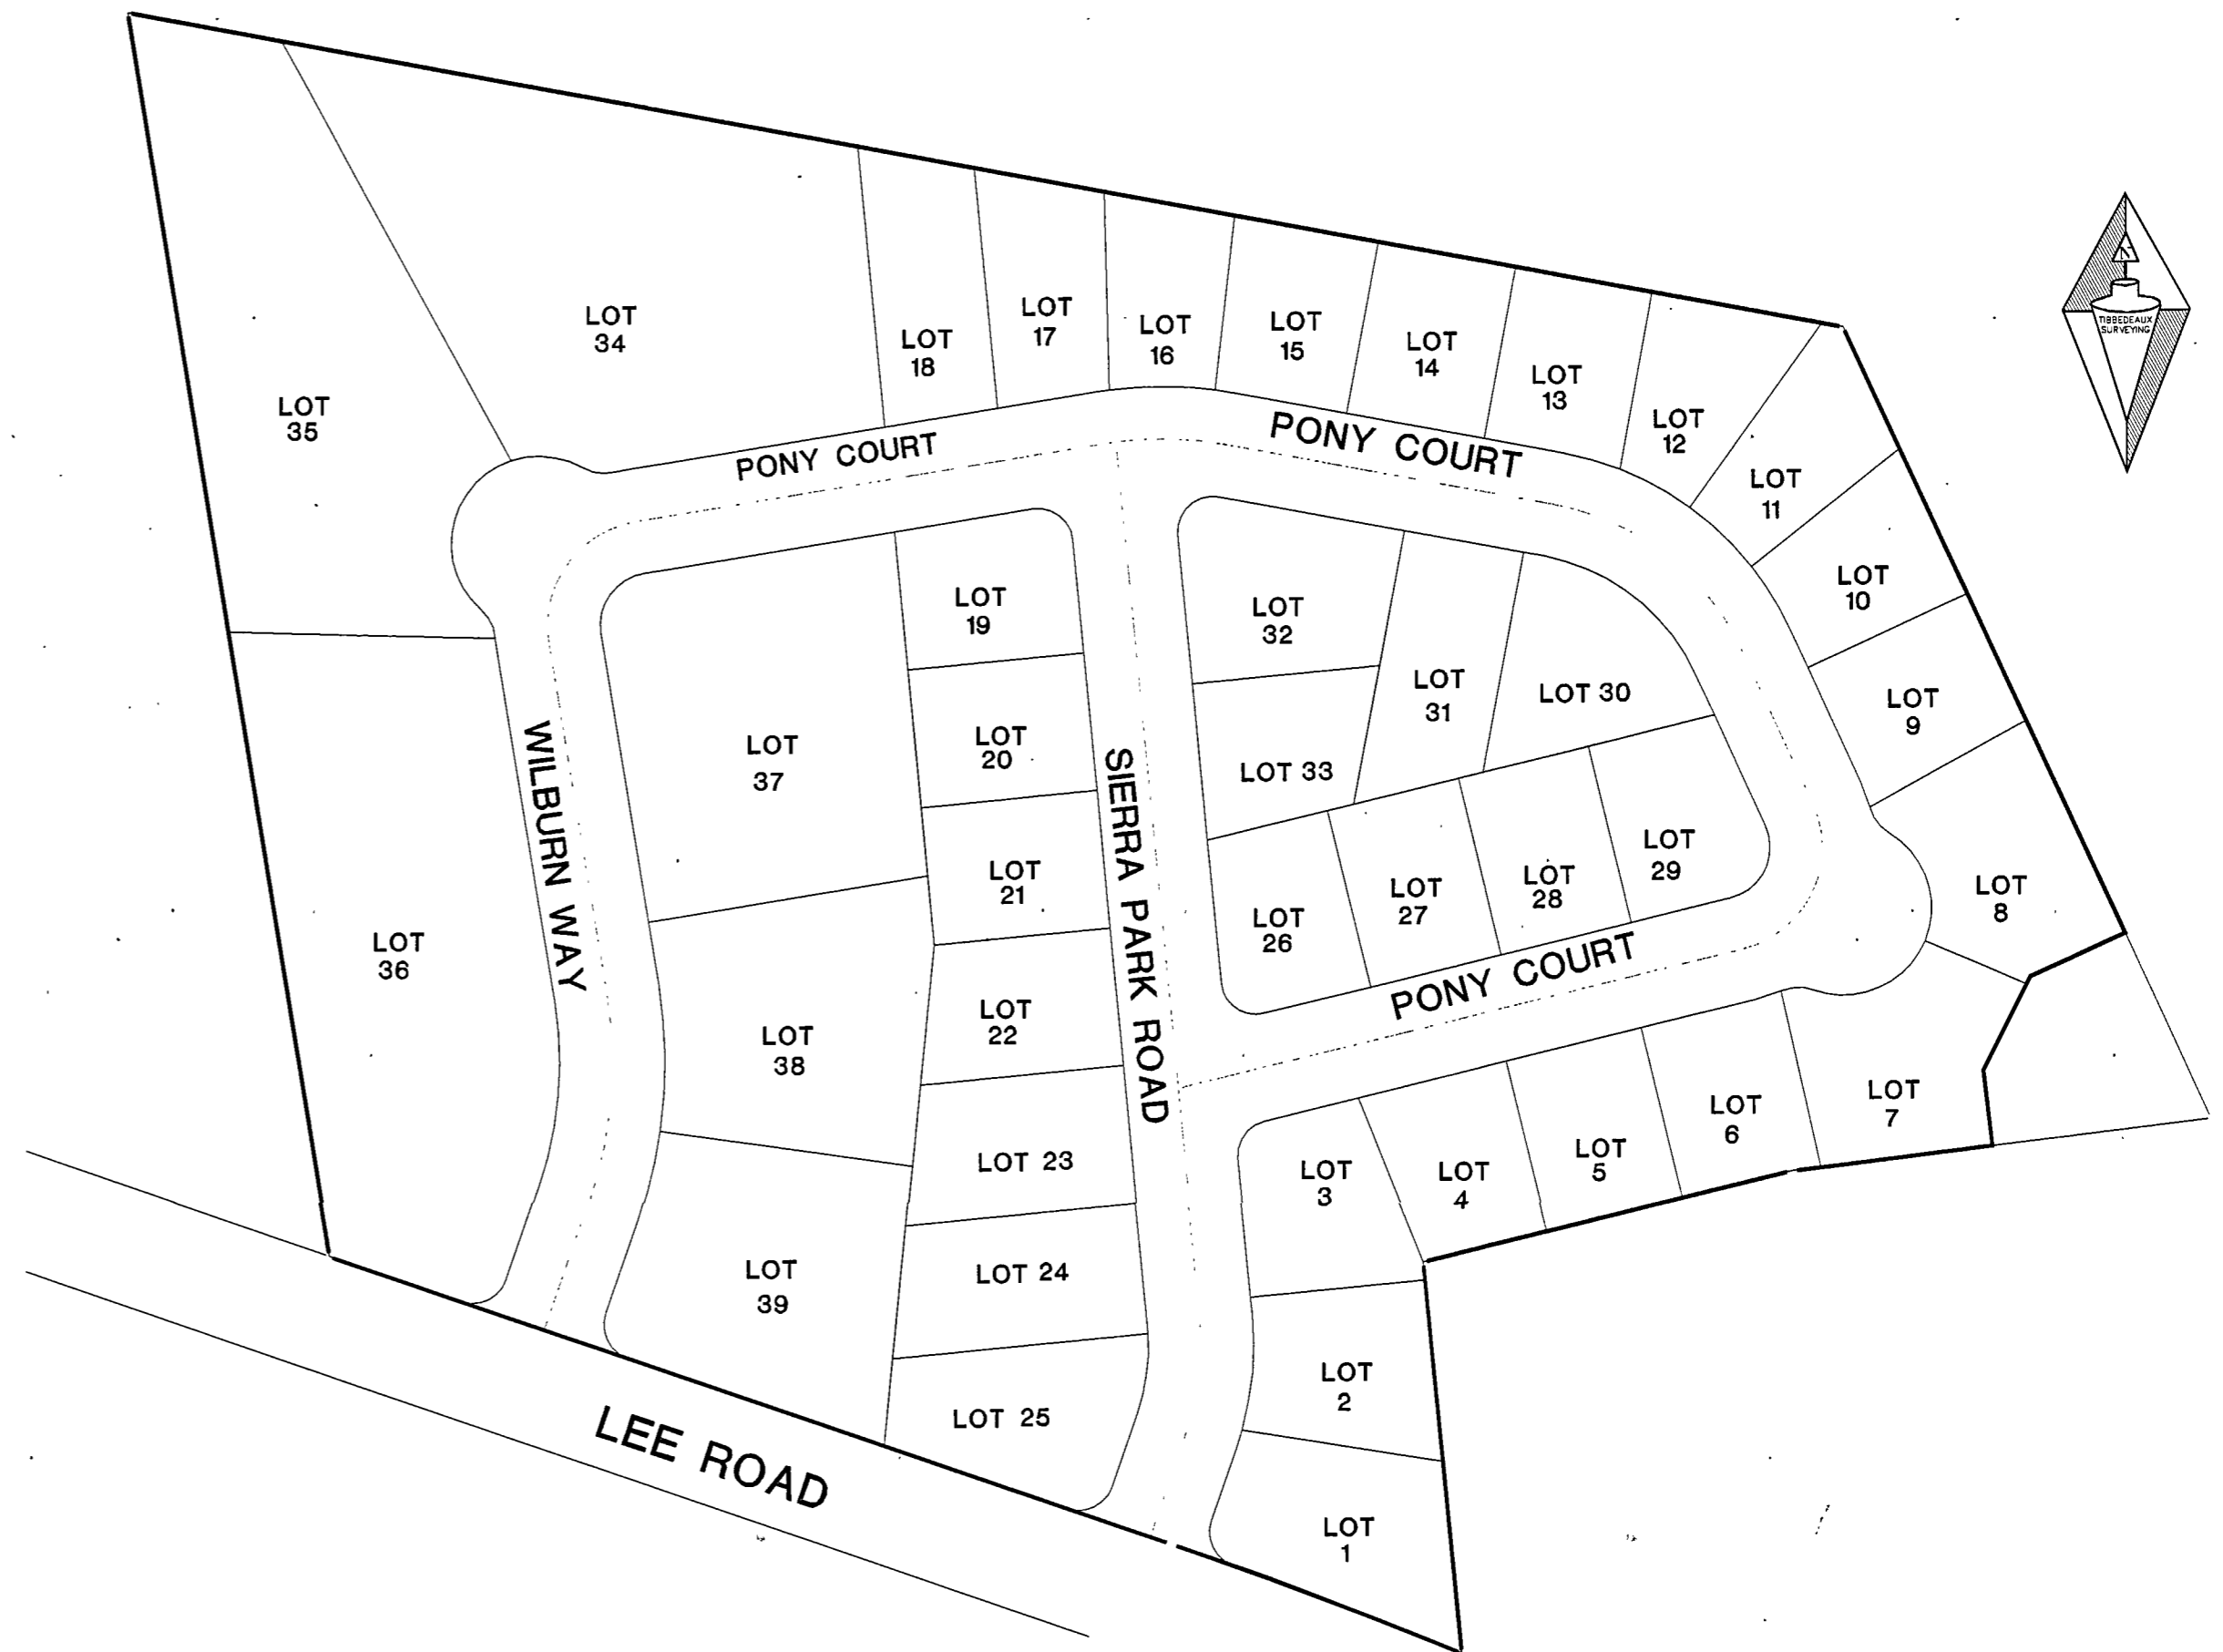 LOT
34
LOT
35
LOT
18
LOT
17
LOT
16
LOT
15
LOT
14
LOT
13
LOT
12
LOT
11
LOT
10
LOT
9
LOT
8
N
TIBBEDEAUX
SURVEYING
PONY COURT
PONY COURT
LOT
19
LOT
20
LOT
21
LOT
22
LOT 23
LOT 24
LOT 25
LOT
32
LOT 33
LOT
31
LOT 30
LOT
26
LOT
27
LOT
28
LOT
29
PONY COURT
WILBURN WAY
SIERRA PARK ROAD
LOT
37
LOT
36
LOT
38
LOT
39
LOT
3
LOT
4
LOT
5
LOT
6
LOT
7
LOT
2
LOT
1
LEE ROAD